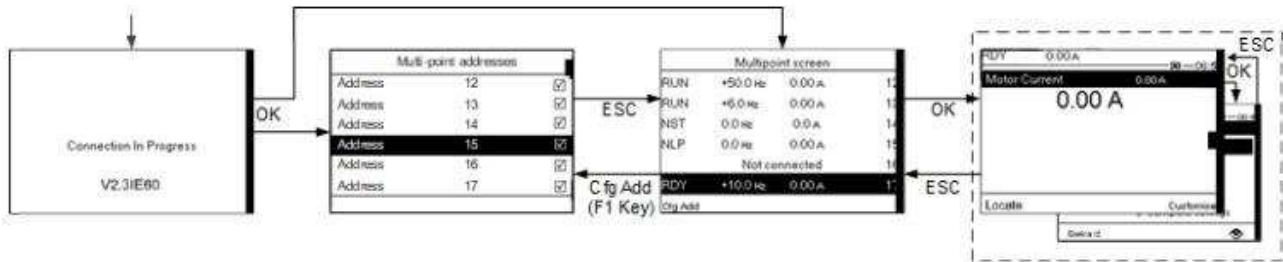 Connection In Progress
V2.3IE60
OK
Multi-point addresses
Address 12
Address 13
Address 14
Address 15
Address 16
Address 17
ESC
Cfg Add
(F1 Key)
Multipoint screen
RUN +50.0 Hz 0.00 A 12
RUN +6.0 Hz 0.00 A 13
NST 0.0 Hz 0.0 A 14
NLP 0.0 Hz 0.00 A 15
Not connected 16
RDY +10.0 Hz 0.00 A 17
Cfg Add
OK
ESC
RDY 0.00A
Motor Current 0.00A
0.00 A
Locate Customise
ESC
OK